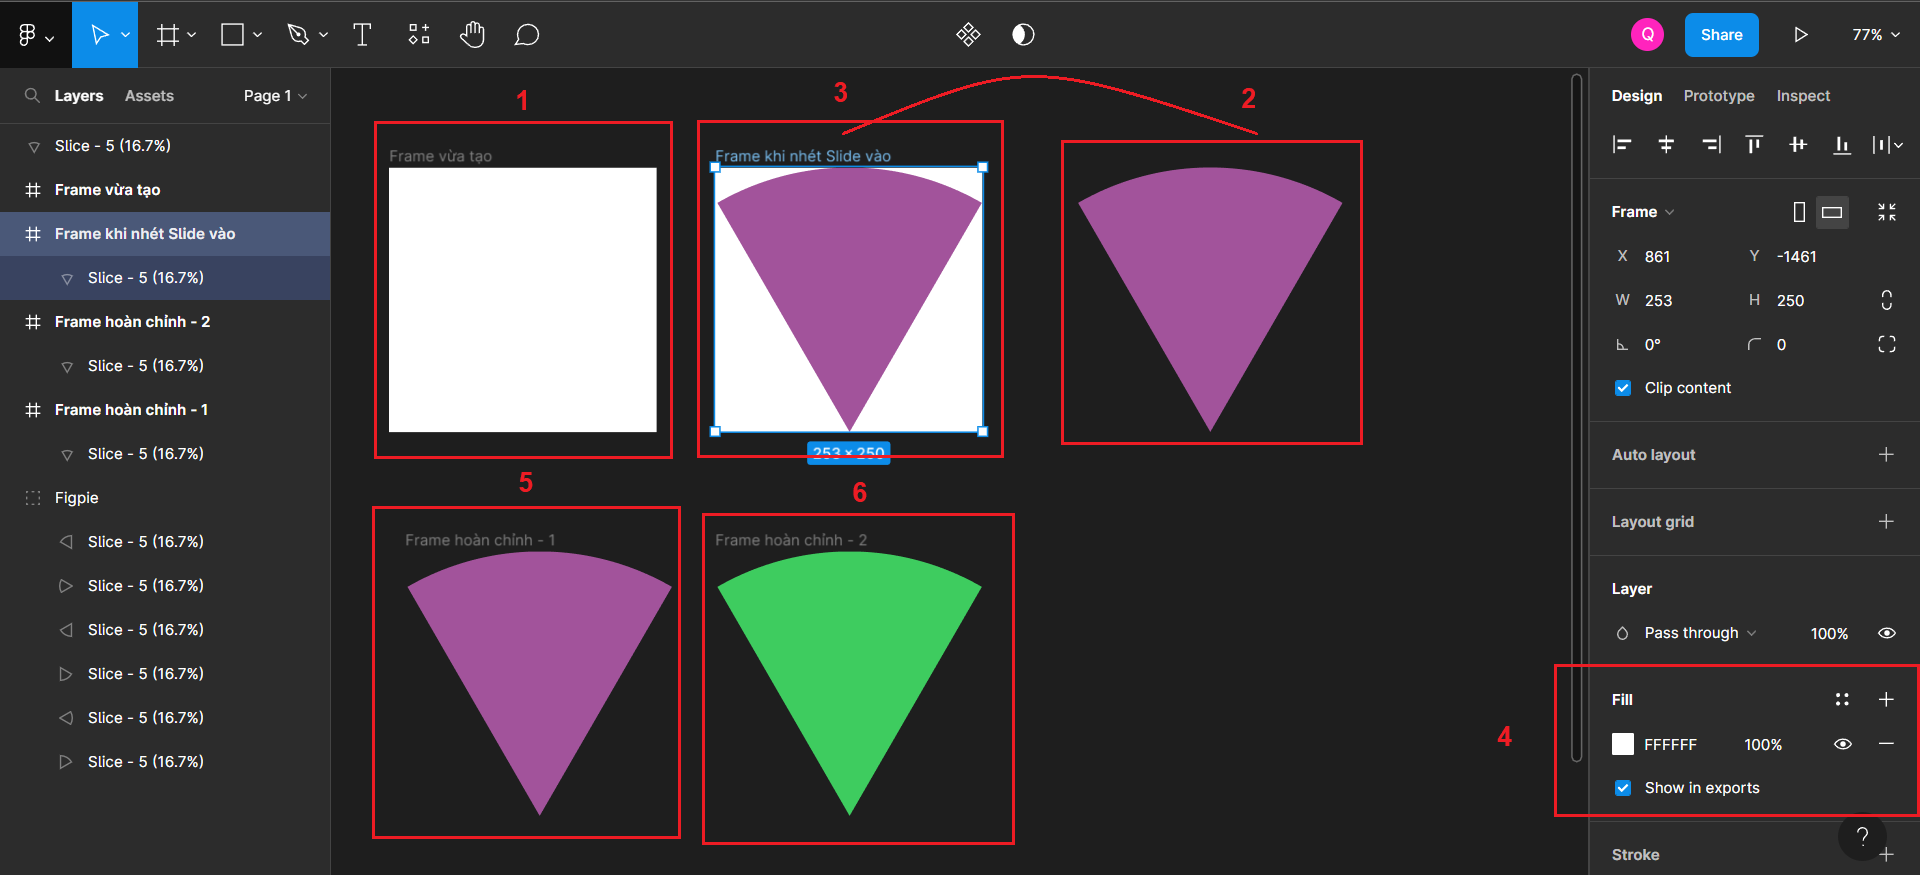 Q
Share
77%
Layers
Assets
Page 1
Slice - 5 (16.7%)
Frame vừa tạo
Frame khi nhét Slide vào
Slice - 5 (16.7%)
Frame hoàn chỉnh - 2
Slice - 5 (16.7%)
Frame hoàn chỉnh - 1
Slice - 5 (16.7%)
Figpie
Slice - 5 (16.7%)
Slice - 5 (16.7%)
Slice - 5 (16.7%)
Slice - 5 (16.7%)
Slice - 5 (16.7%)
Slice - 5 (16.7%)
1
Frame vừa tạo
3
Frame khi nhét Slide vào
253 × 250
2
5
Frame hoàn chỉnh - 1
6
Frame hoàn chỉnh - 2
4
Design
Prototype
Inspect
Frame
X 861
Y -1461
W 253
H 250
0°
0
Clip content
Auto layout
Layout grid
Layer
Pass through
100%
Fill
FFFFFF
100%
Show in exports
?
Stroke